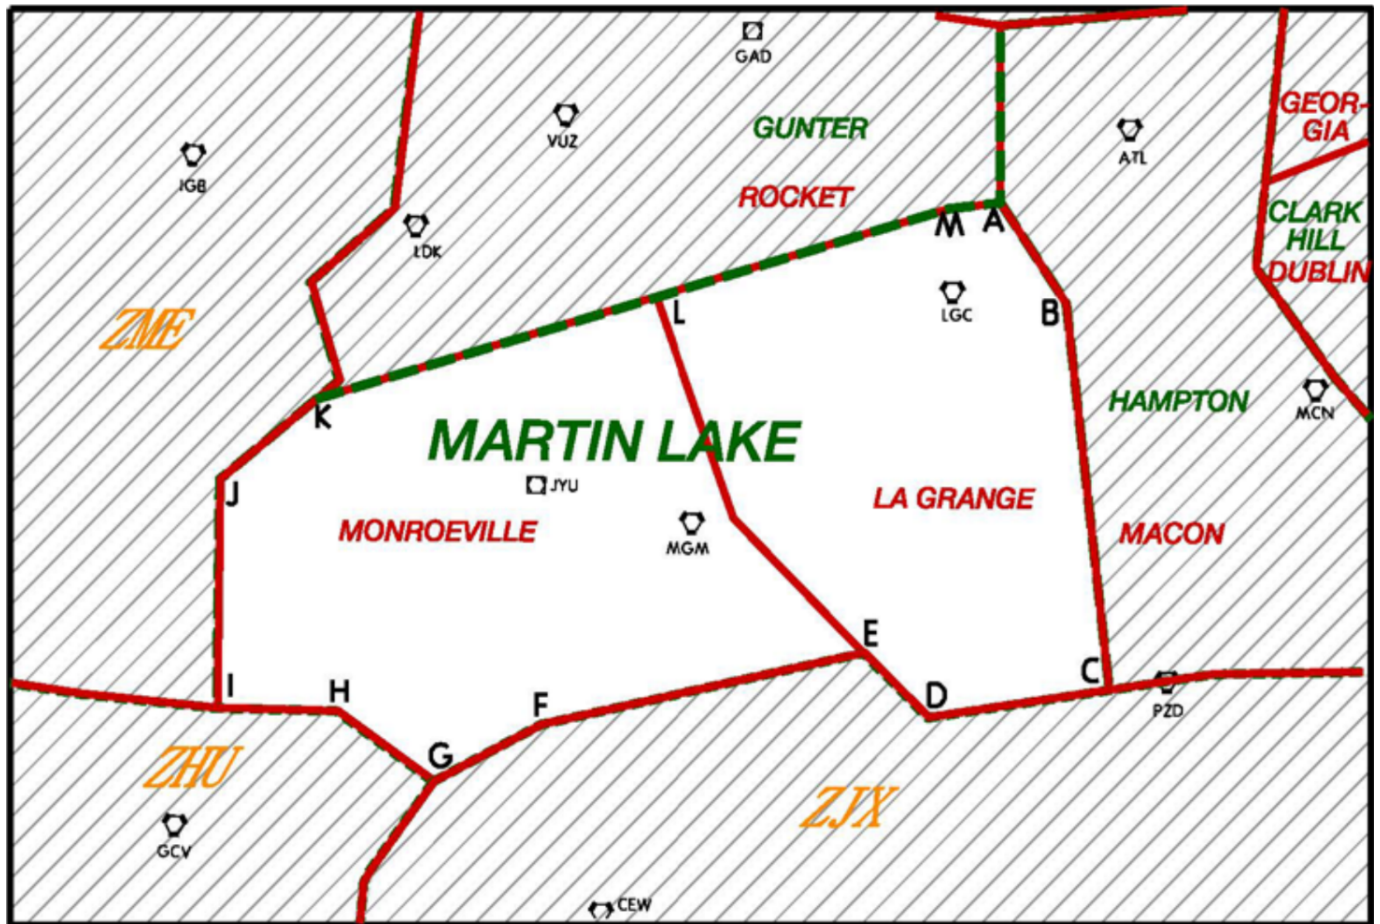 GAD
GEOR-
GIA
VUZ
GUNTER
ATL
IGB
ROCKET
M
A
CLARK
HILL
DUBLIN
LDK
LGC
B
L
ZME
K
HAMPTON
MCN
MARTIN LAKE
J
JYU
LA GRANGE
MONROEVILLE
MGM
MACON
E
I
H
F
D
C
PZD
G
ZHU
ZJX
GCV
CEW